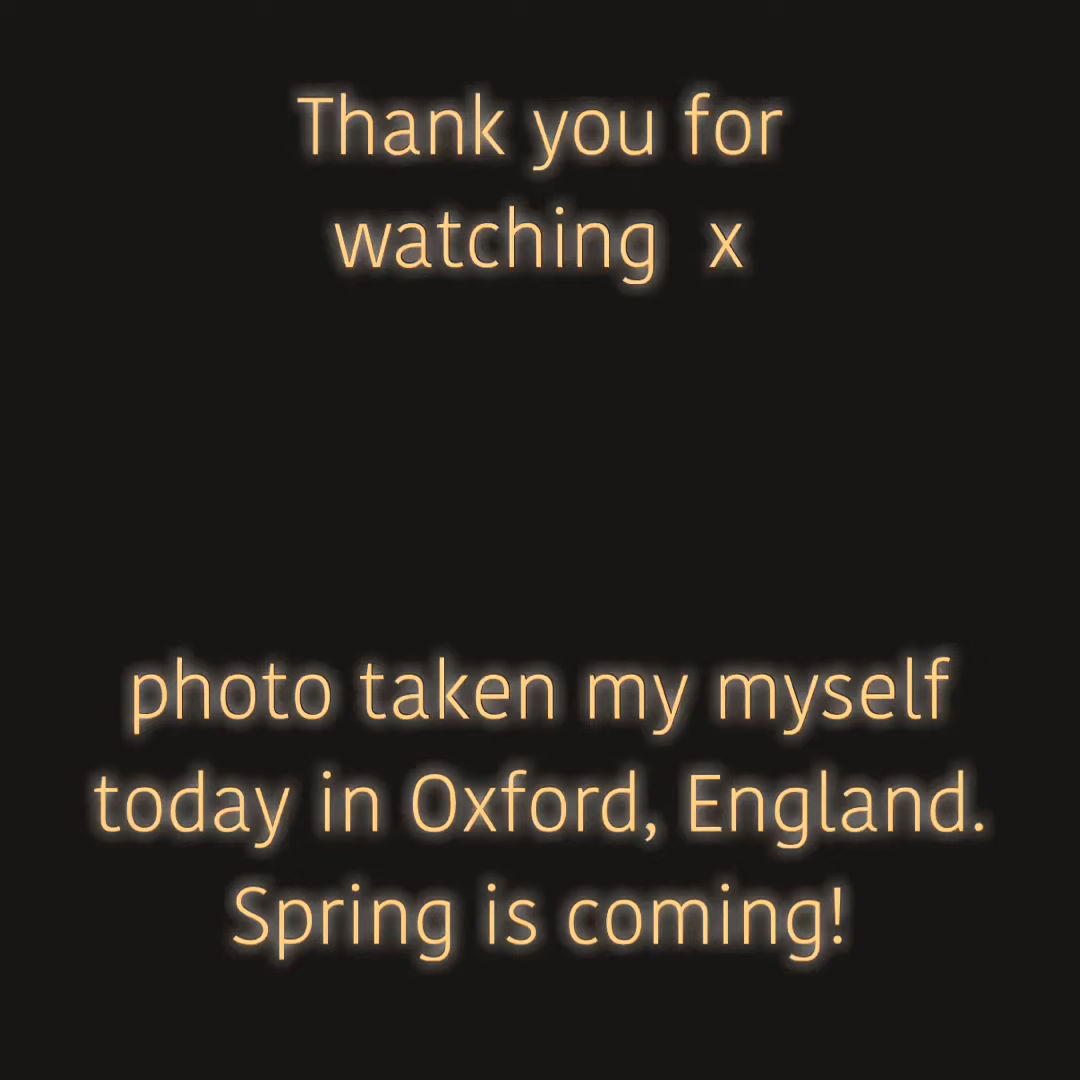 Thank you for
watching x
photo taken my myself
today in Oxford, England.
Spring is coming!